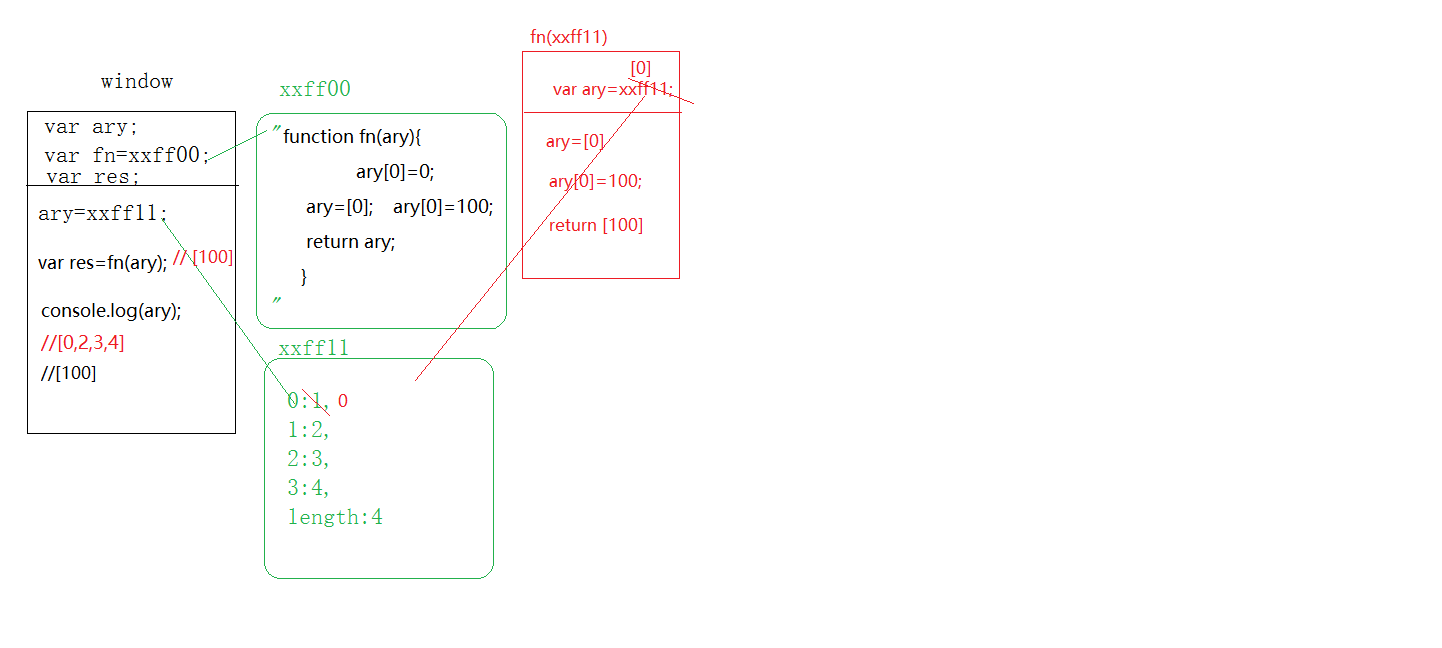 window
var ary;
var fn=xxff00;
var res;
ary=xxff11;
var res=fn(ary); // [100]
console.log(ary);
//[0,2,3,4]
//[100]
xxff00
"function fn(ary){
ary[0]=0;
ary=[0]; ary[0]=100;
return ary;
}
"
xxff11
0:1, 0
1:2,
2:3,
3:4,
length:4
fn(xxff11)
[0]
var ary=xxff11;
ary=[0]
ary[0]=100;
return [100]